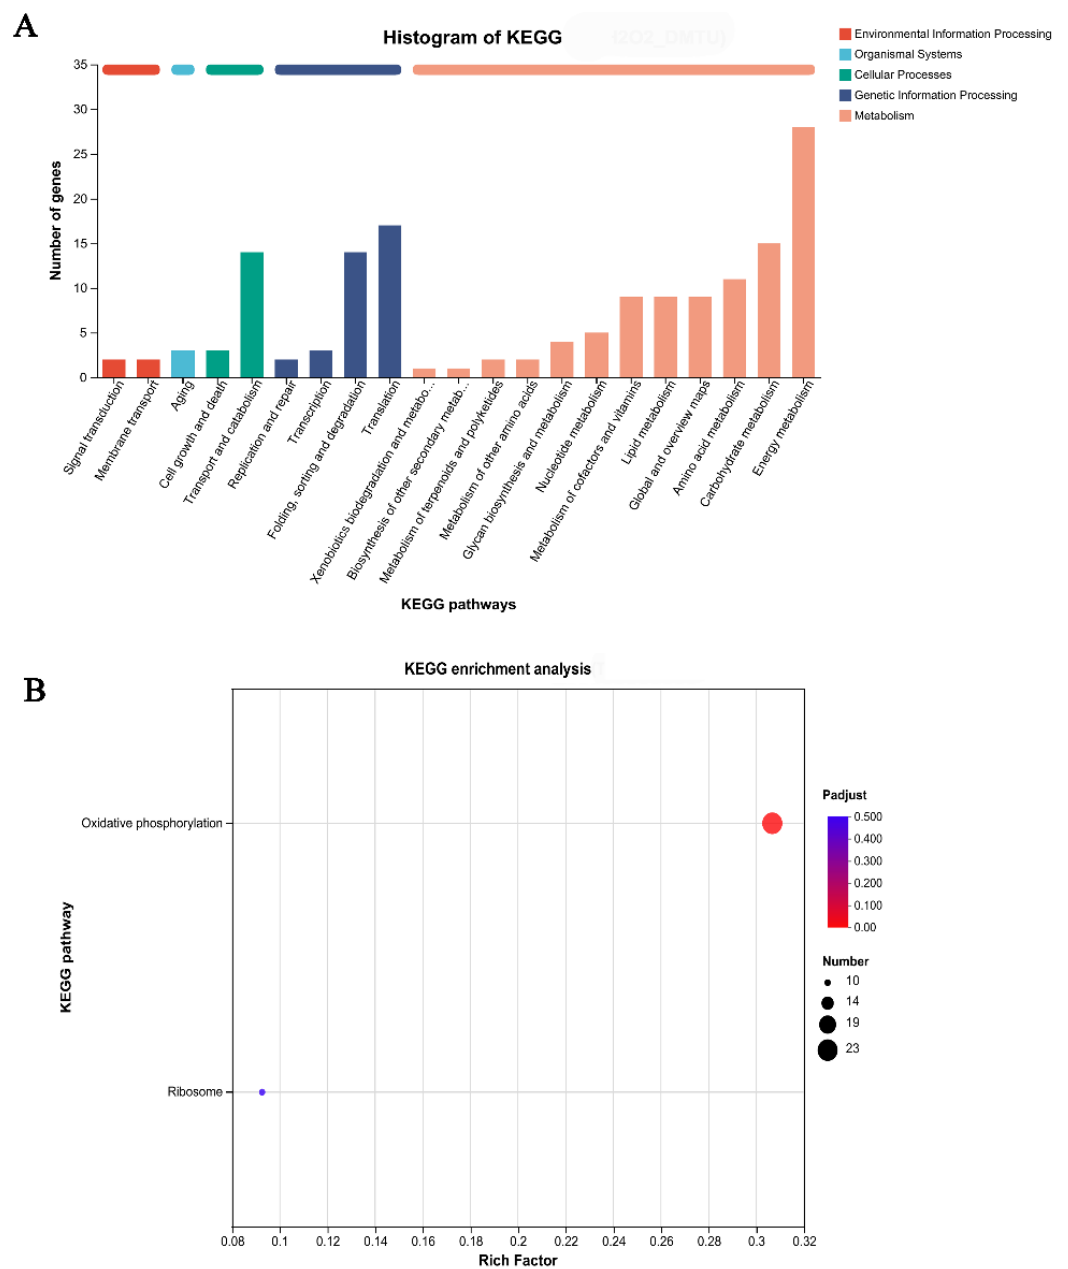 A
Histogram of KEGG
Environmental Information Processing
Organismal Systems
Cellular Processes
Genetic Information Processing
Metabolism
Number of genes
35
30
25
20
15
10
5
0
Signal transduction
Membrane transport
Aging
Cell growth and death
Transport and catabolism
Replication and repair
Transcription
Folding, sorting and degradation
Translation
Xenobiotics biodegradation and metabo...
Biosynthesis of other secondary metab...
Metabolism of terpenoids and polyketides
Metabolism of other amino acids
Glycan biosynthesis and metabolism
Nucleotide metabolism
Metabolism of cofactors and vitamins
Lipid metabolism
Global and overview maps
Amino acid metabolism
Carbohydrate metabolism
Energy metabolism
KEGG pathways
B
KEGG enrichment analysis
KEGG pathway
Oxidative phosphorylation
Ribosome
0.08 0.1 0.12 0.14 0.16 0.18 0.2 0.22 0.24 0.26 0.28 0.3 0.32
Rich Factor
Padjust
0.500
0.400
0.300
0.200
0.100
0.00
Number
10
14
19
23